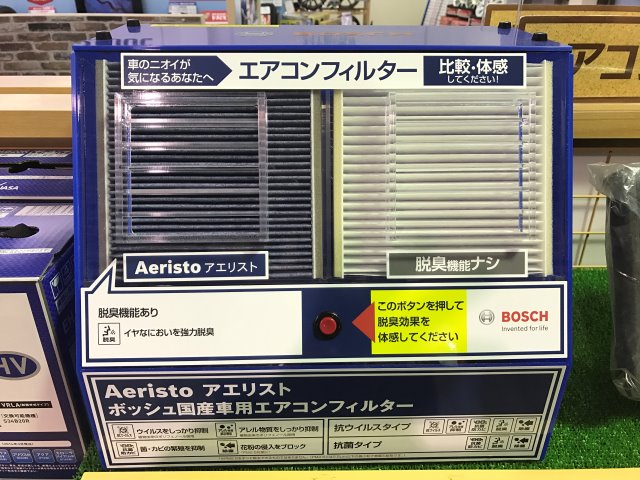 車のニオイが
気になるあなたへ
エアコンフィルター
比較・体感
してください!
Aeristo アエリスト
脱臭機能ナシ
脱臭機能あり
脱臭
イヤなにおいを強力脱臭
このボタンを押して
脱臭効果を
体感してください
BOSCH
Invented for life
Aeristo アエリスト
ボッシュ国産車用エアコンフィルター
ウイルスをしっかり抑制
アレル物質をしっかり抑制
抗ウイルスタイプ
菌・カビの繁殖を抑制
花粉の侵入をブロック
抗菌タイプ
エアコ
HV
VRLA
S34B20R